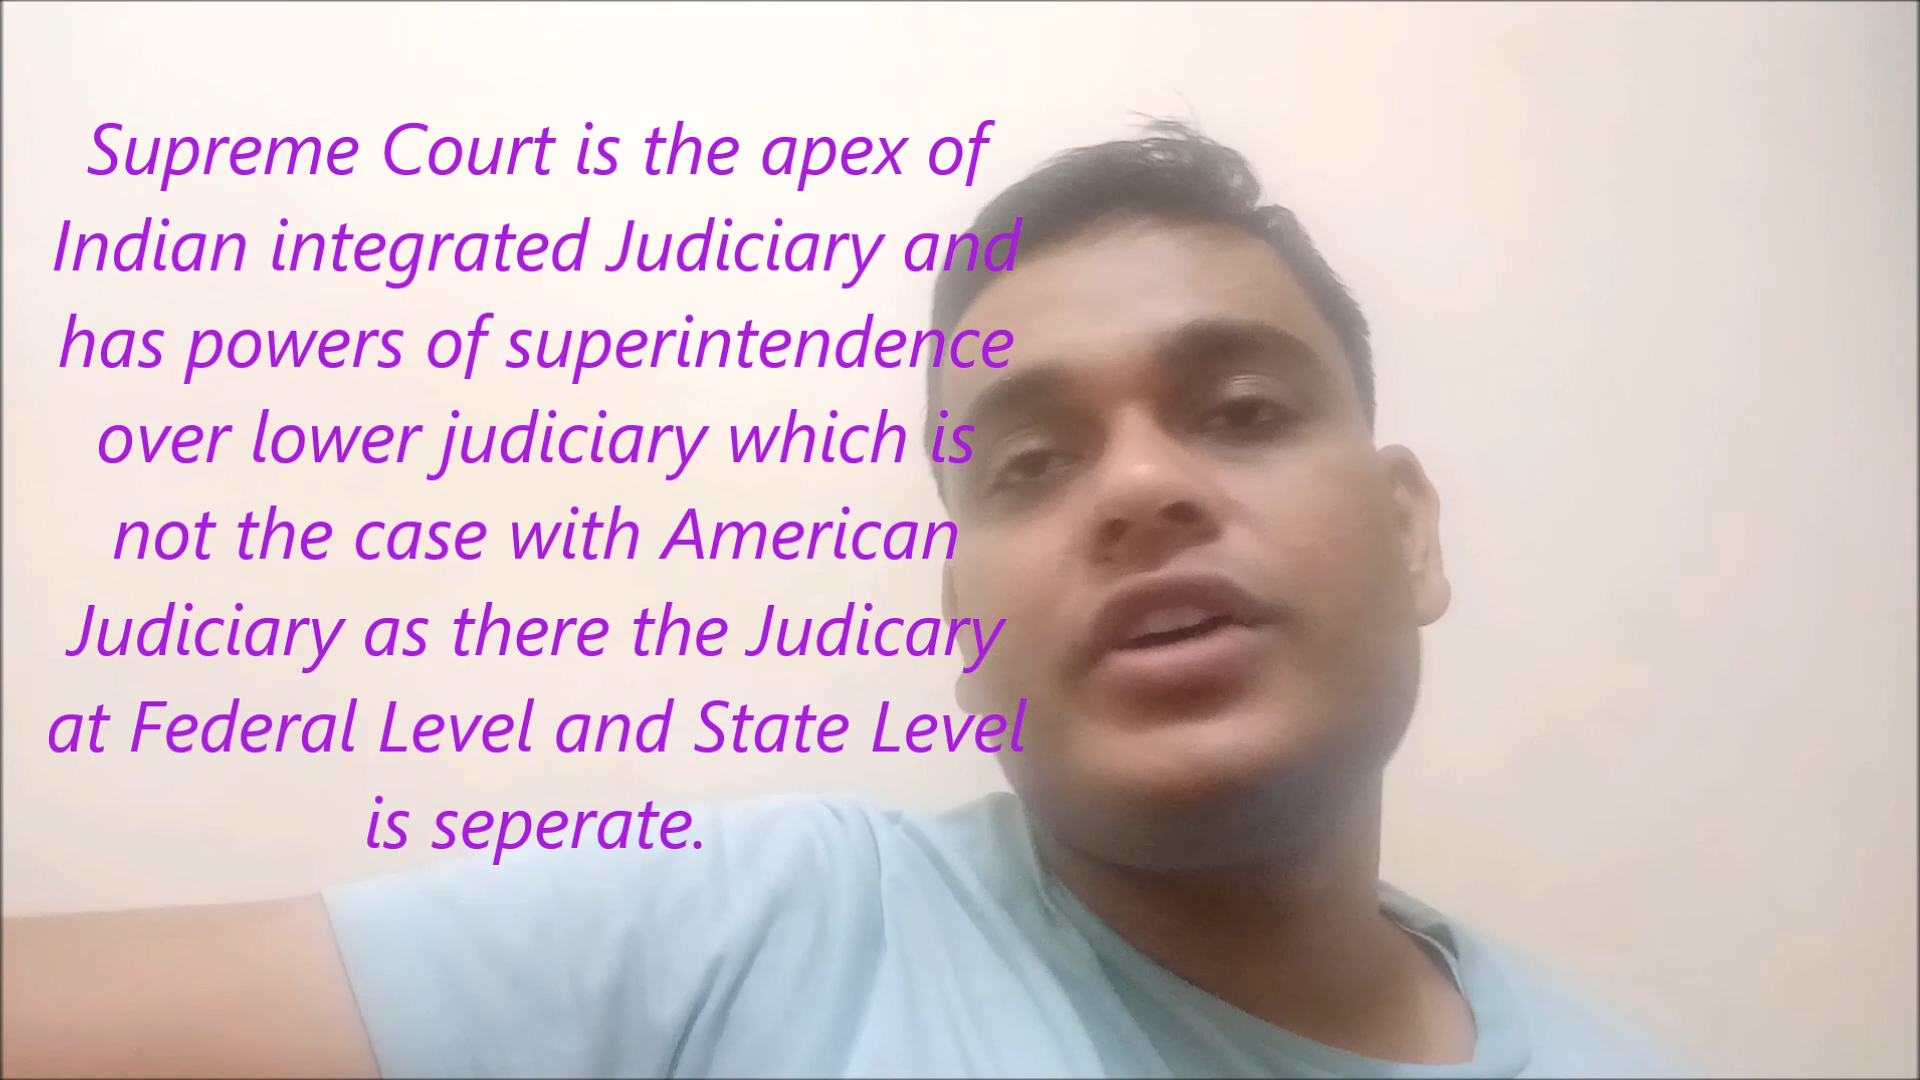 Supreme Court is the apex of
Indian integrated Judiciary and
has powers of superintendence
over lower judiciary which is
not the case with American
Judiciary as there the Judicary
at Federal Level and State Level
is seperate.